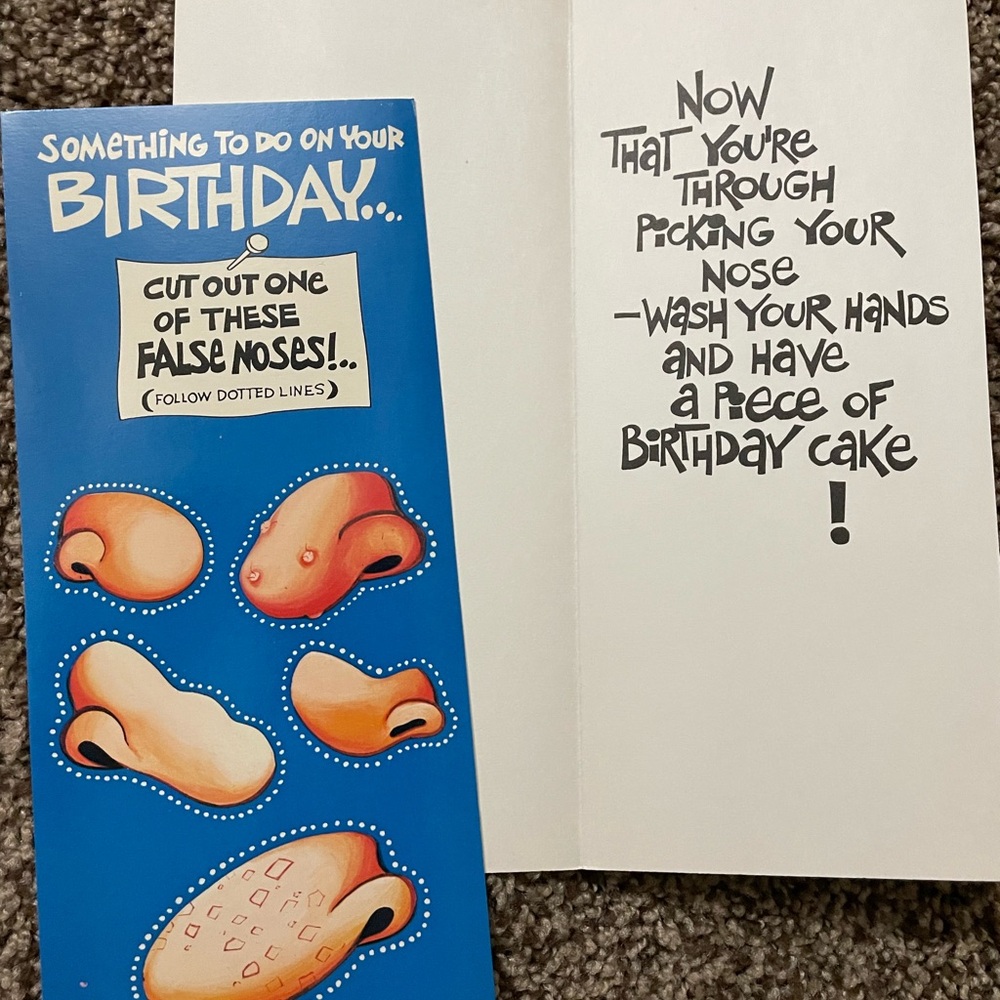 SOMETHING TO DO ON YOUR
BIRTHDAY...
CUT OUT ONE
OF THESE
FALSE NOSES!..
(FOLLOW DOTTED LINES)
NOW
THAT YOU'RE
THROUGH
PICKING YOUR
NOSE
–WASH YOUR HANDS
AND HAVE
A PIECE OF
BIRTHDAY CAKE
!